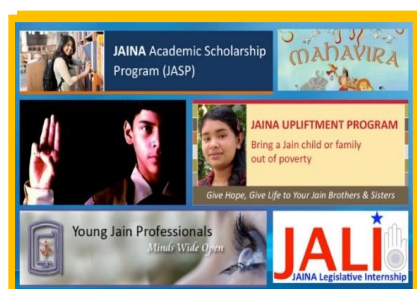 JAINA Academic Scholarship
Program (JASP)
MAHAVIRA
JAINA UPLIFTMENT PROGRAM
Bring a Jain child or family
out of poverty
Give Hope, Give Life to Your Jain Brothers & Sisters
Young Jain Professionals
Minds Wide Open
JALI
JAINA Legislative Internship